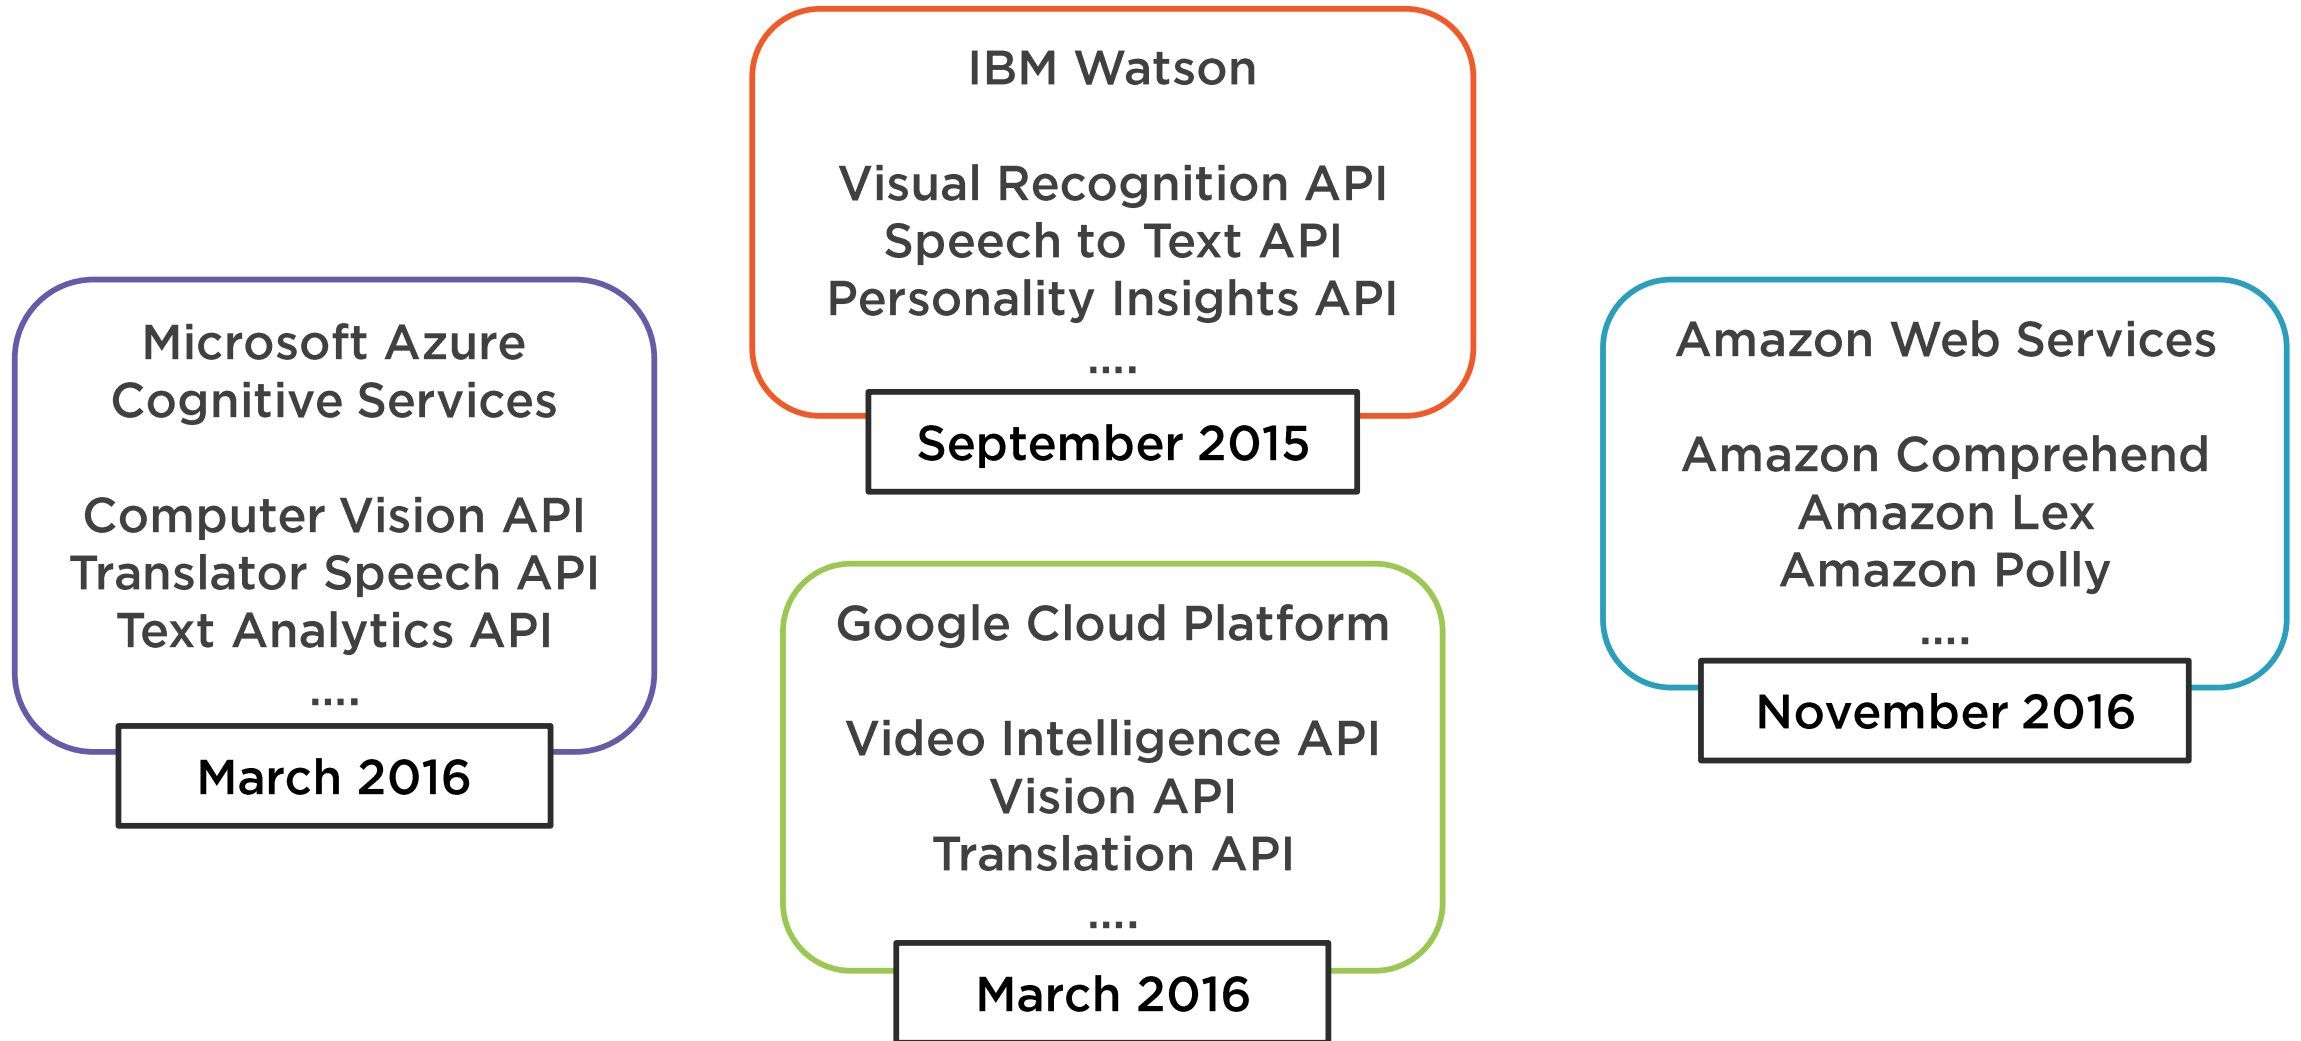 IBM Watson
Visual Recognition API
Speech to Text API
Personality Insights API
....
September 2015
Microsoft Azure
Cognitive Services
Computer Vision API
Translator Speech API
Text Analytics API
....
March 2016
Google Cloud Platform
Video Intelligence API
Vision API
Translation API
....
March 2016
Amazon Web Services
Amazon Comprehend
Amazon Lex
Amazon Polly
....
November 2016